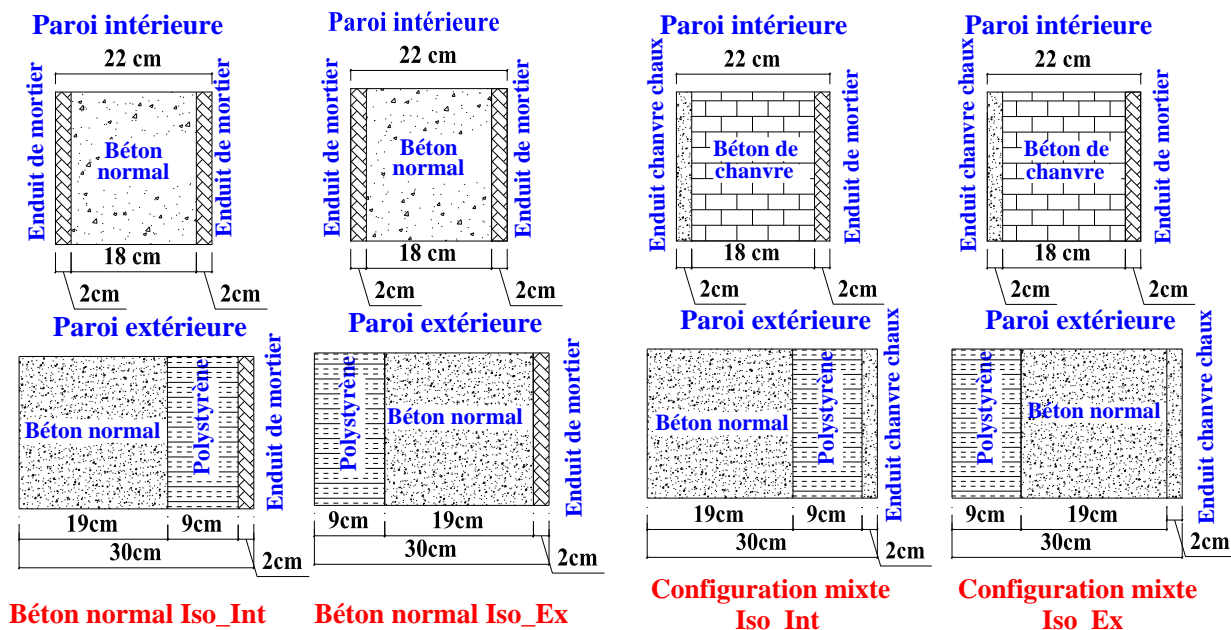 Paroi intérieure
22 cm
Enduit de mortier
Béton
normal
Enduit de mortier
18 cm
2cm
2cm
Paroi extérieure
Béton normal
Polystyrène
Enduit de mortier
19cm
9cm
30cm
2cm
Béton normal Iso_Int
Paroi intérieure
22 cm
Enduit de mortier
Béton
normal
Enduit de mortier
18 cm
2cm
2cm
Paroi extérieure
Polystyrène
Béton normal
Enduit de mortier
9cm
19cm
30cm
2cm
Béton normal Iso_Ex
Paroi intérieure
22 cm
Enduit chanvre chaux
Béton de
chanvre
Enduit de mortier
18 cm
2cm
2cm
Paroi extérieure
Béton normal
Polystyrène
Enduit chanvre chaux
19cm
9cm
30cm
2cm
Configuration mixte
Iso Int
Paroi intérieure
22 cm
Enduit chanvre chaux
Béton de
chanvre
Enduit de mortier
18 cm
2cm
2cm
Paroi extérieure
Polystyrène
Béton normal
Enduit chanvre chaux
9cm
19cm
30cm
2cm
Configuration mixte
Iso Ex